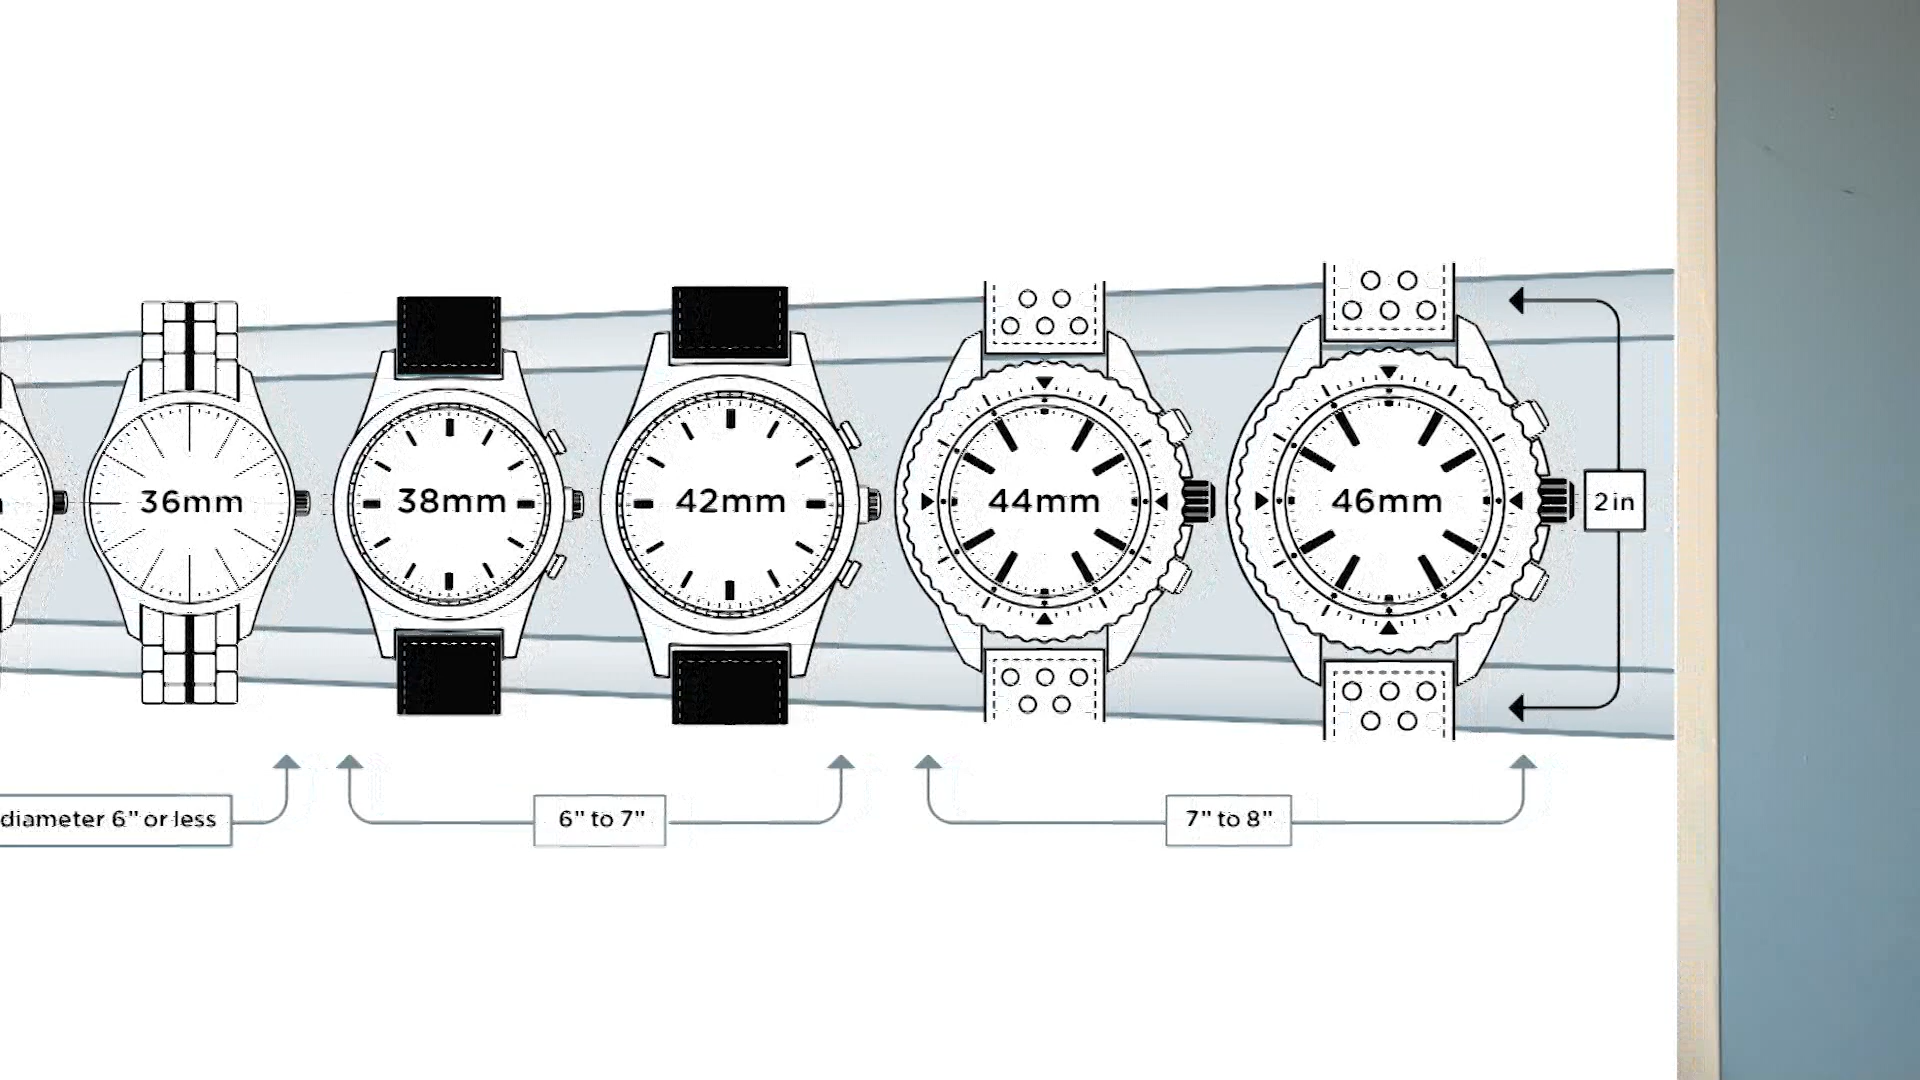 36mm
38mm
42mm
44mm
46mm
2in
diameter 6" or less
6" to 7"
7" to 8"